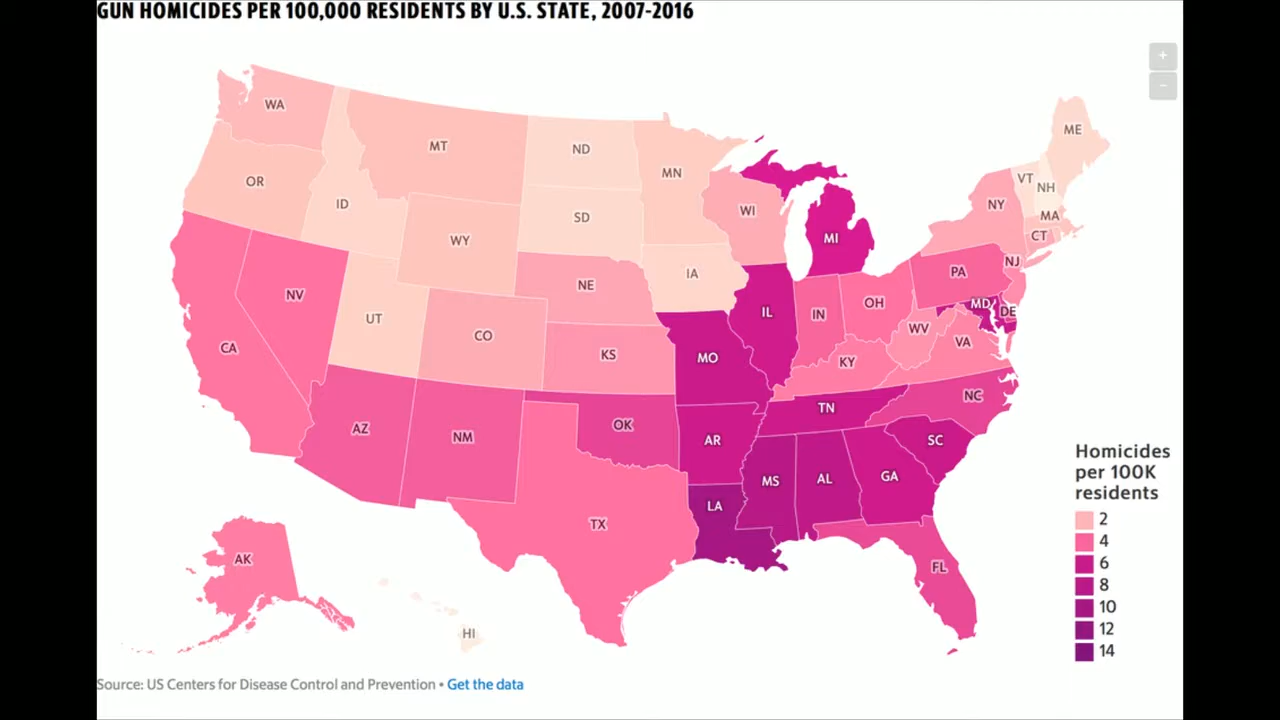 GUN HOMICIDES PER 100,000 RESIDENTS BY U.S. STATE, 2007-2016
+
−
WA
MT
ND
MN
ME
OR
ID
SD
WI
VT
NH
NY
MA
WY
MI
CT
IA
NJ
PA
NE
NV
OH
MD
DE
IL
IN
UT
CO
WV
VA
CA
KS
MO
KY
NC
TN
AZ
NM
OK
AR
SC
MS
AL
GA
LA
TX
AK
FL
HI
Homicides
per 100K
residents
2
4
6
8
10
12
14
Source: US Centers for Disease Control and Prevention • Get the data